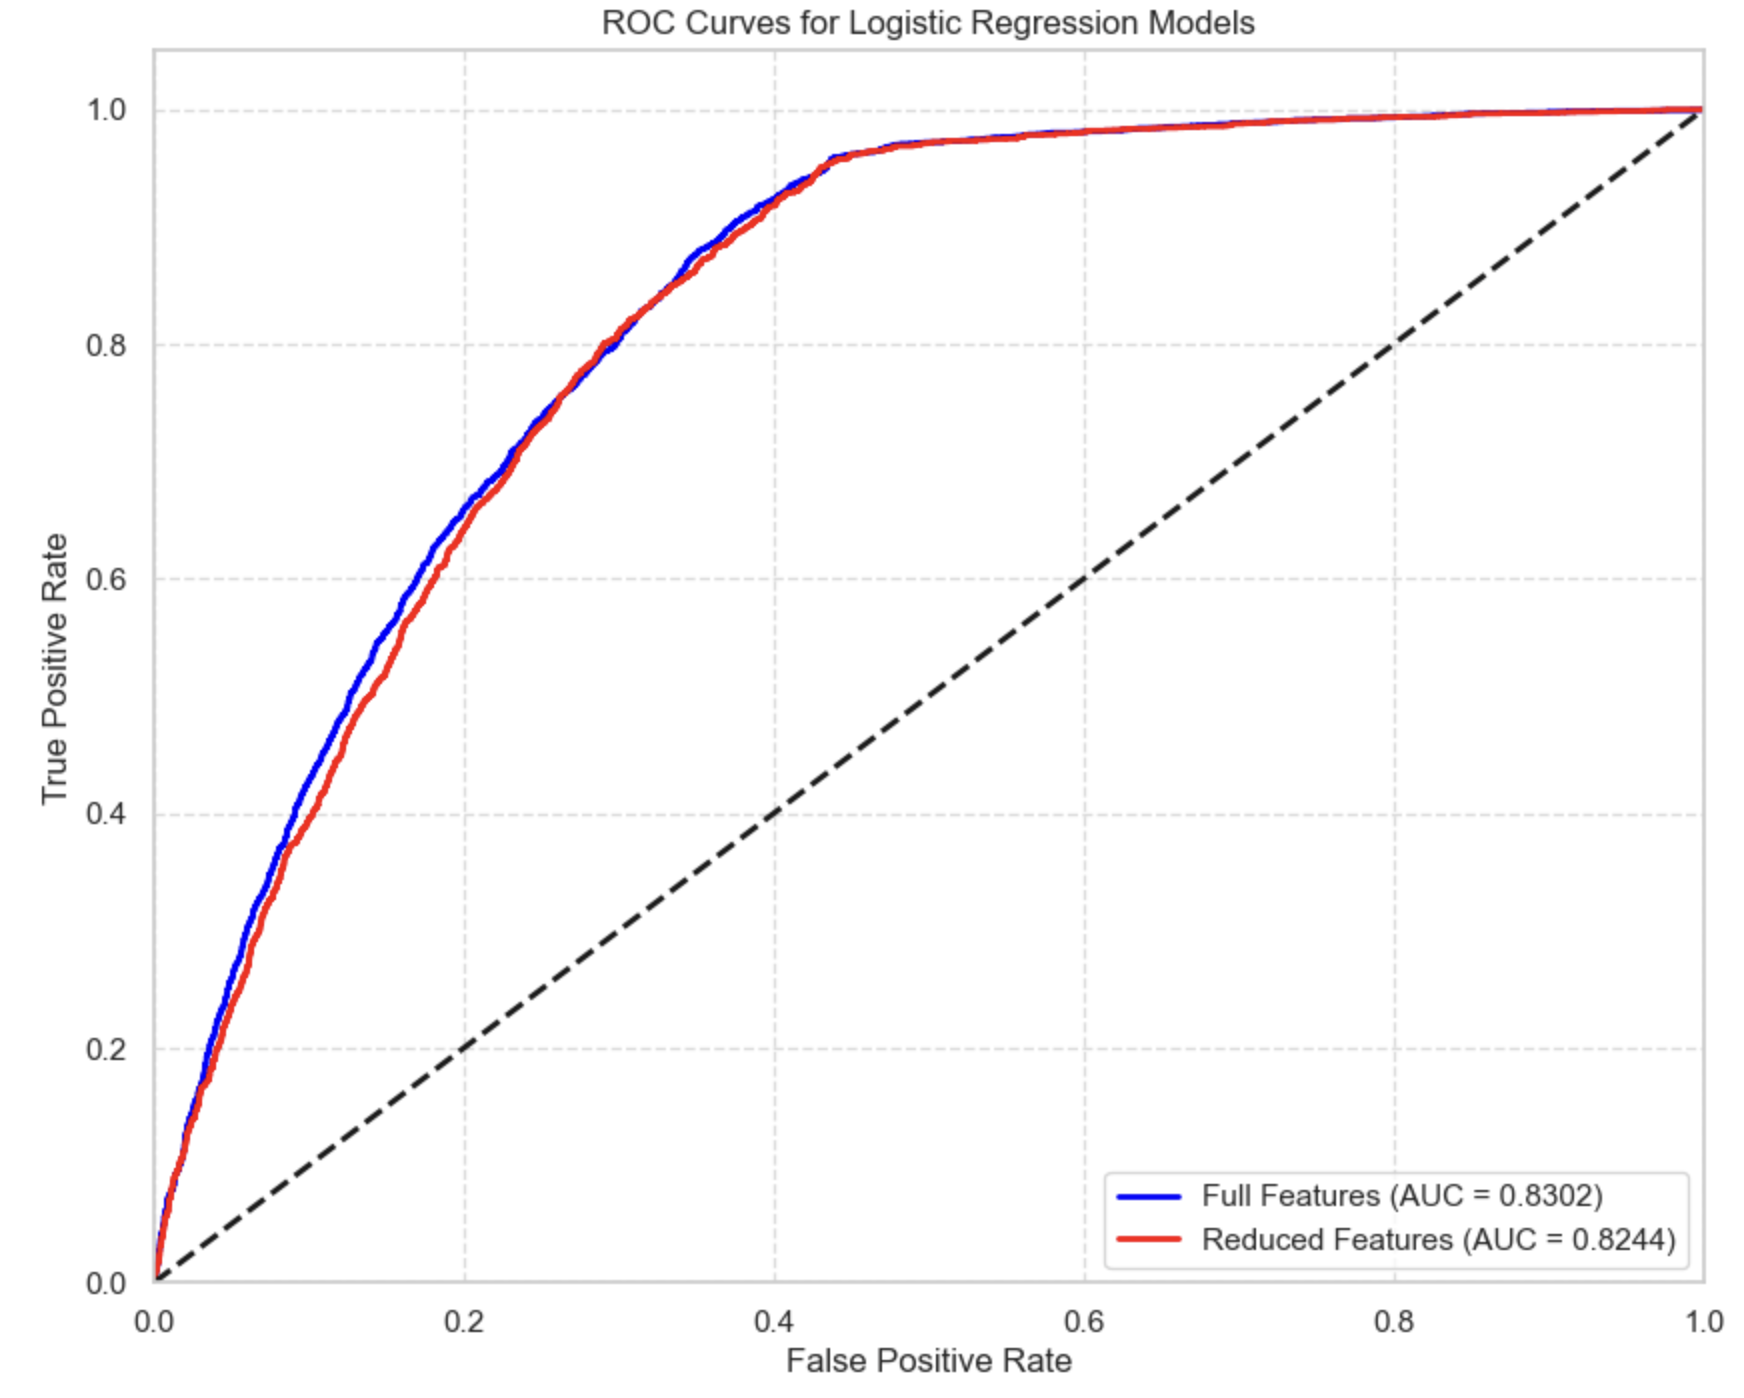 ROC Curves for Logistic Regression Models
True Positive Rate
1.0
0.8
0.6
0.4
0.2
0.0
0.0 0.2 0.4 0.6 0.8 1.0
False Positive Rate
Full Features (AUC = 0.8302)
Reduced Features (AUC = 0.8244)